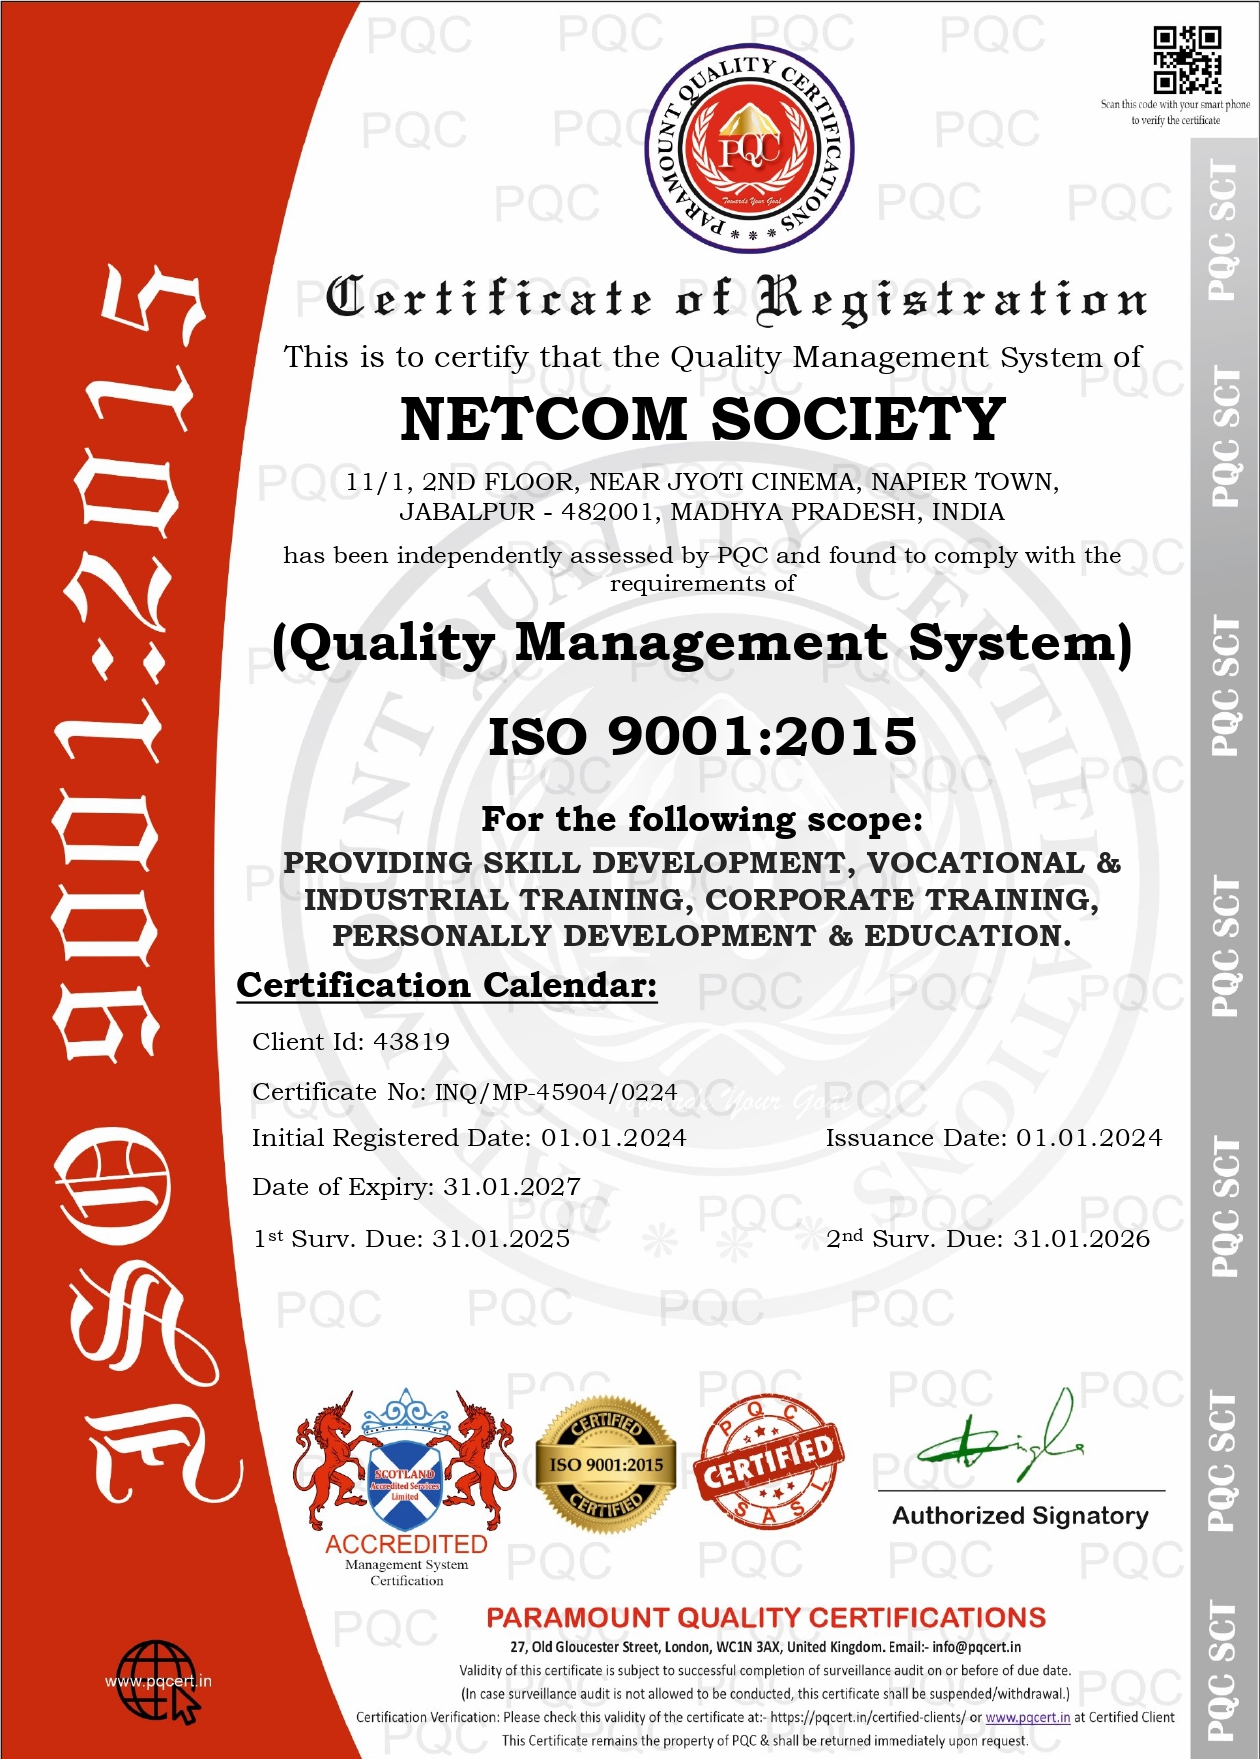 Scan this code with your smart phone
to verify the certificate
PARAMOUNT QUALITY CERTIFICATIONS
PQC
Towards Your Goal
Certificate of Registration
This is to certify that the Quality Management System of
NETCOM SOCIETY
11/1, 2ND FLOOR, NEAR JYOTI CINEMA, NAPIER TOWN,
JABALPUR - 482001, MADHYA PRADESH, INDIA
has been independently assessed by PQC and found to comply with the
requirements of
(Quality Management System)
ISO 9001:2015
For the following scope:
PROVIDING SKILL DEVELOPMENT, VOCATIONAL &
INDUSTRIAL TRAINING, CORPORATE TRAINING,
PERSONALLY DEVELOPMENT & EDUCATION.
Certification Calendar:
Client Id: 43819
Certificate No: INQ/MP-45904/0224
Initial Registered Date: 01.01.2024 Issuance Date: 01.01.2024
Date of Expiry: 31.01.2027
1st Surv. Due: 31.01.2025 2nd Surv. Due: 31.01.2026
ISO 9001:2015
PQC SCT
PQC SCT
PQC SCT
PQC SCT
PQC SCT
PQC SCT
PQC SCT
SCOTLAND
Accredited Services
Limited
ACCREDITED
Management System
Certification
CERTIFIED
ISO 9001:2015
CERTIFIED
PQC
CERTIFIED
SASL
Authorized Signatory
PARAMOUNT QUALITY CERTIFICATIONS
27, Old Gloucester Street, London, WC1N 3AX, United Kingdom. Email:- info@pqcert.in
Validity of this certificate is subject to successful completion of surveillance audit on or before of due date.
(In case surveillance audit is not allowed to be conducted, this certificate shall be suspended/withdrawal.)
Certification Verification: Please check this validity of the certificate at:- https://pqcert.in/certified-clients/ or www.pqcert.in at Certified Client
This Certificate remains the property of PQC & shall be returned immediately upon request.
www.pqcert.in